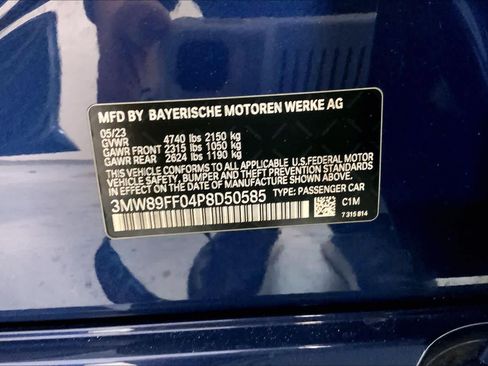 MFD BY BAYERISCHE MOTOREN WERKE AG
05/23
GVWR 4740 lbs 2150 kg
GAWR FRONT 2315 lbs 1050 kg
GAWR REAR 2624 lbs 1190 kg
THIS VEHICLE CONFORMS TO ALL APPLICABLE U.S.FEDERAL MOTOR
VEHICLE SAFETY, BUMPER AND THEFT PREVENTION STANDARDS
IN EFFECT ON THE DATE OF MANUFACTURE SHOWN ABOVE.
3MW89FF04P8D50585 TYPE: PASSENGER CAR
C1M
7 315 814